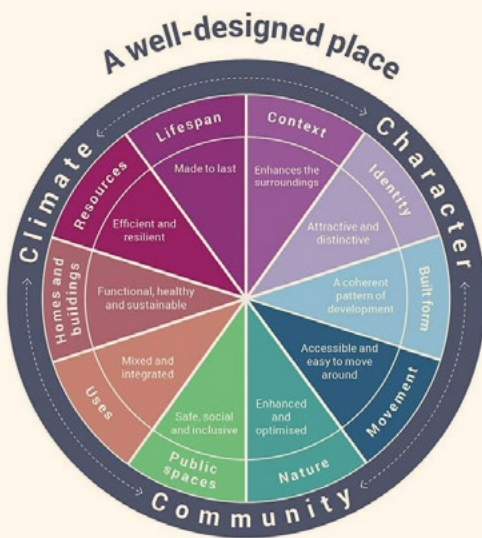 A well-designed place
Climate
Character
Community
Context
Enhances the
surroundings
Identity
Attractive and
distinctive
Built form
A coherent
pattern of
development
Movement
Accessible and
easy to move
around
Nature
Enhanced
and
optimised
Public
spaces
Safe, social
and inclusive
Uses
Mixed and
integrated
Homes and
buildings
Functional, healthy
and sustainable
Resources
Efficient and
resilient
Lifespan
Made to last